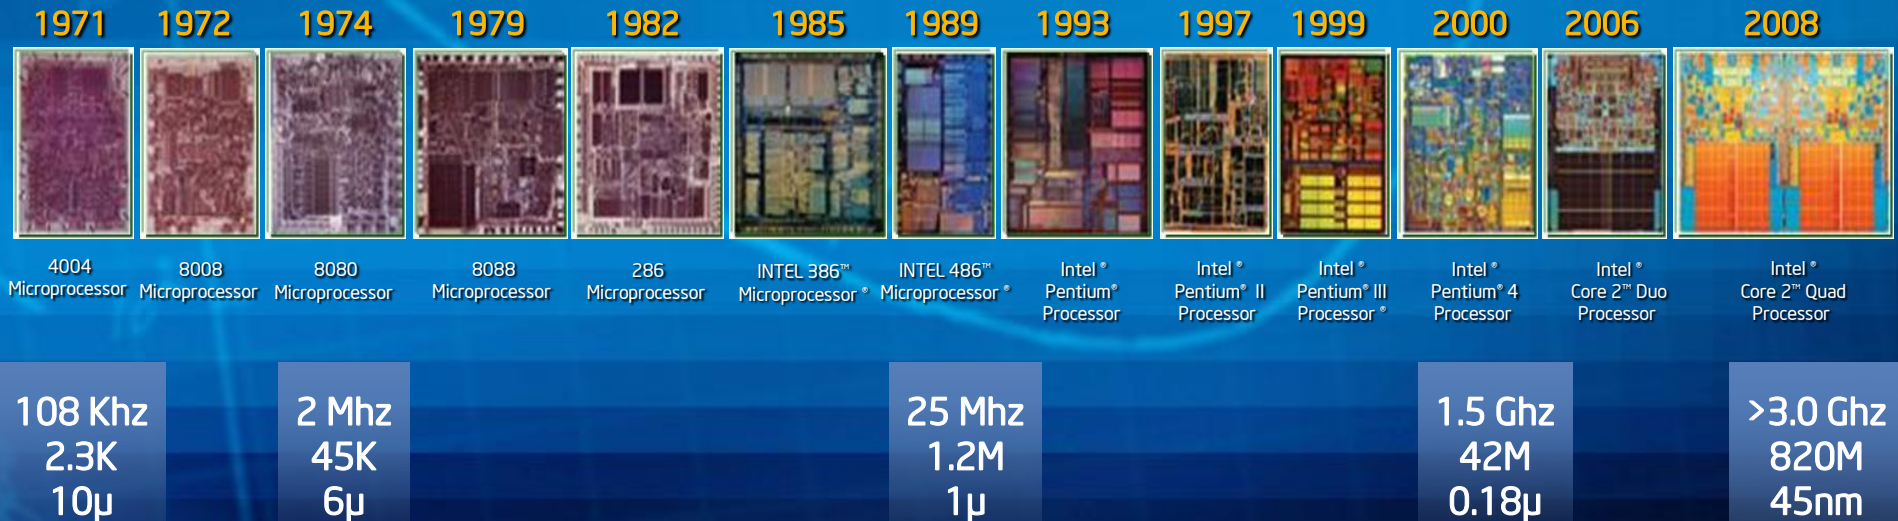 1971 1972 1974 1979 1982 1985 1989 1993 1997 1999 2000 2006 2008
4004
Microprocessor
8008
Microprocessor
8080
Microprocessor
8088
Microprocessor
286
Microprocessor
INTEL 386™
Microprocessor ®
INTEL 486™
Microprocessor ®
Intel ®
Pentium®
Processor
Intel ®
Pentium® II
Processor
Intel ®
Pentium® III
Processor ®
Intel ®
Pentium® 4
Processor
Intel ®
Core 2™ Duo
Processor
Intel ®
Core 2™ Quad
Processor
108 Khz
2.3K
10µ
2 Mhz
45K
6µ
25 Mhz
1.2M
1µ
1.5 Ghz
42M
0.18µ
>3.0 Ghz
820M
45nm